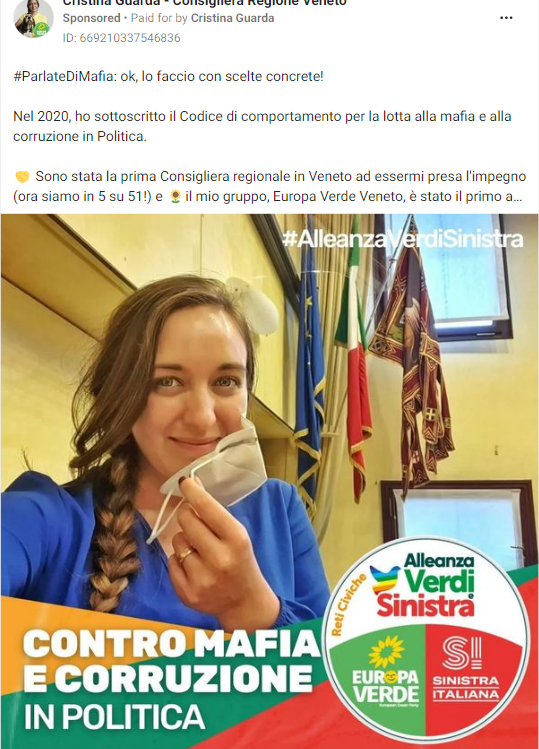 Cristina Guarda - Consigliera Regione Veneto
Sponsored • Paid for by Cristina Guarda
ID: 669210337546836
#ParlateDiMafia: ok, lo faccio con scelte concrete!
Nel 2020, ho sottoscritto il Codice di comportamento per la lotta alla mafia e alla
corruzione in Politica.
Sono stata la prima Consigliera regionale in Veneto ad essermi presa l'impegno
(ora siamo in 5 su 51!) e 🌻 il mio gruppo, Europa Verde Veneto, è stato il primo a...
#AlleanzaVerdiSinistra
CONTRO MAFIA
E CORRUZIONE
IN POLITICA
Reti Civiche
Alleanza
Verdi
e
Sinistra
EUROPA
VERDE
European Green Party
SI
SINISTRA
ITALIANA